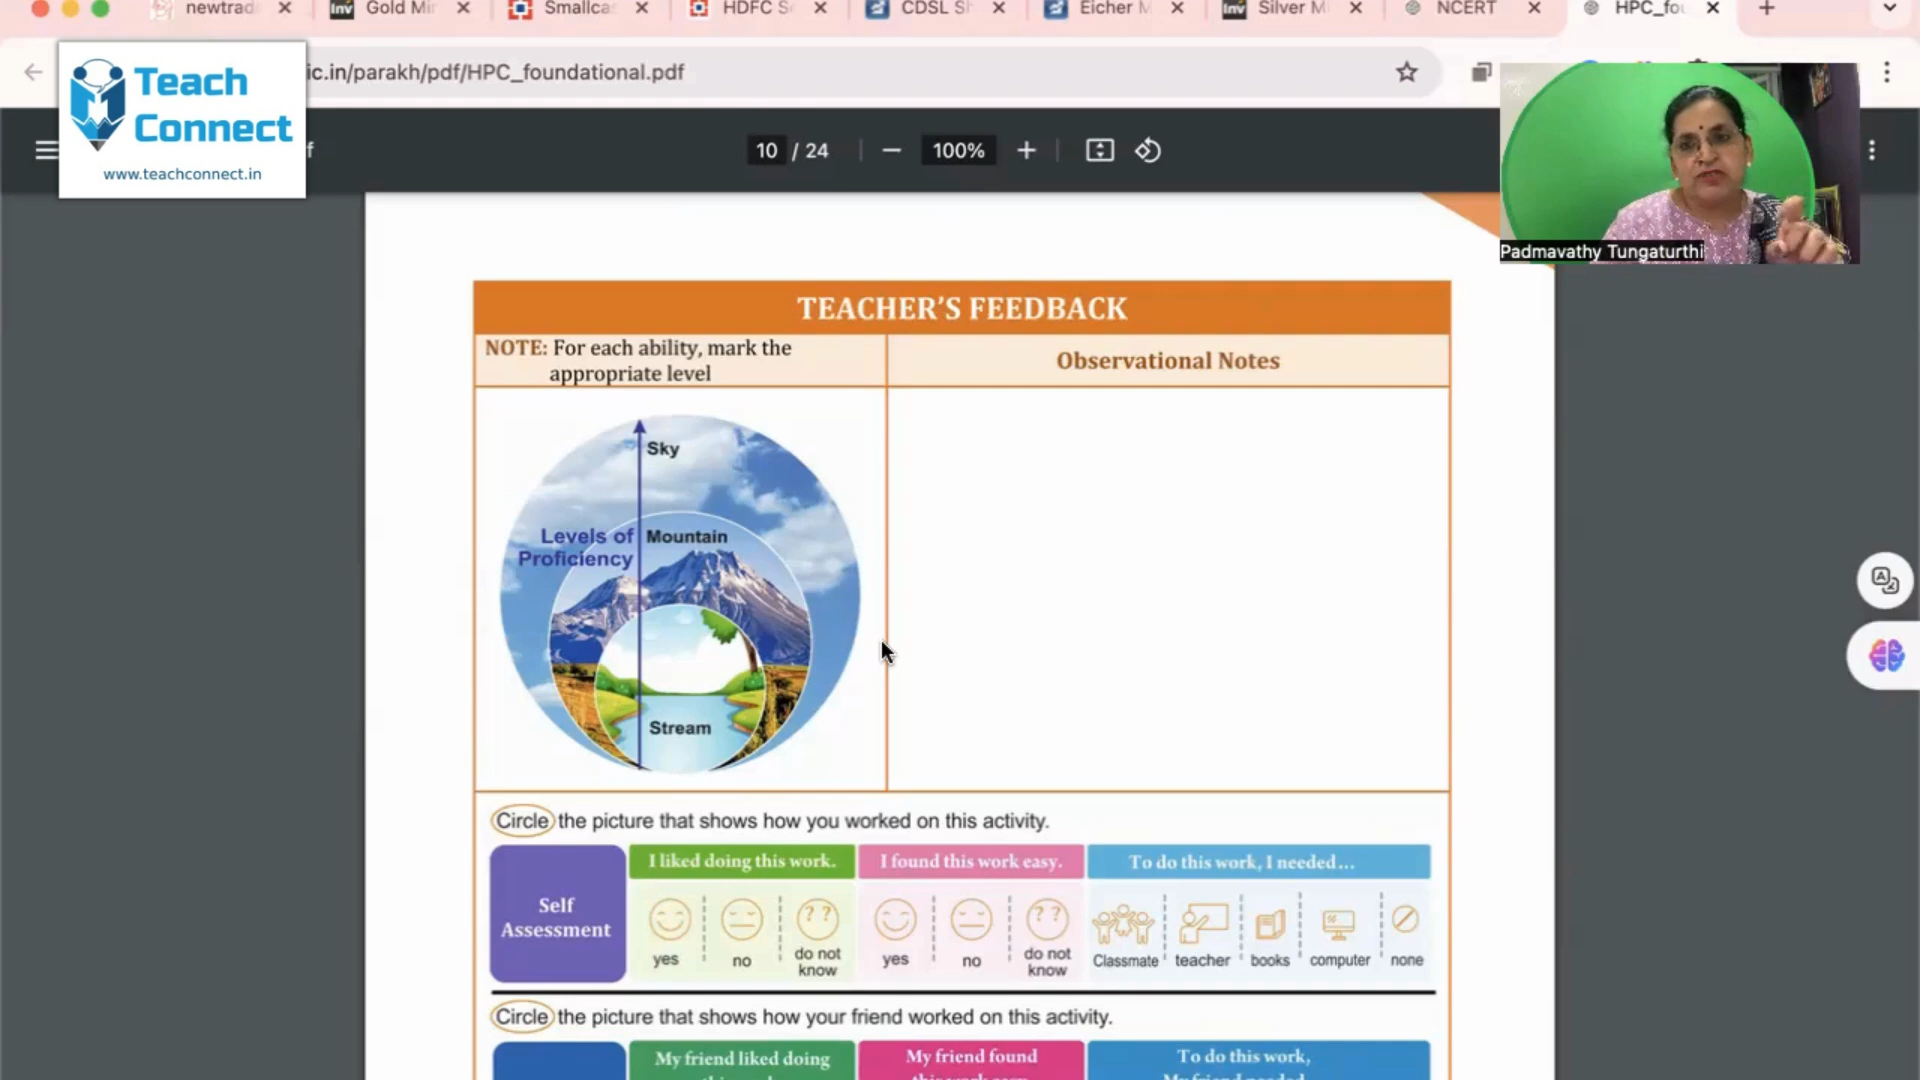 newtrad
Gold Mi
Smallca
HDFC S
CDSL S
Eicher M
Silver M
NCERT
HPC_fo
Teach
Connect
www.teachconnect.in
ic.in/parakh/pdf/HPC_foundational.pdf
f
10 / 24
100%
Padmavathy Tungaturthi
TEACHER'S FEEDBACK
NOTE: For each ability, mark the
appropriate level
Observational Notes
Sky
Levels of
Proficiency
Mountain
Stream
Circle the picture that shows how you worked on this activity.
Self
Assessment
I liked doing this work.
yes
no
do not
know
I found this work easy.
yes
no
do not
know
To do this work, I needed...
Classmate
teacher
books
computer
none
Circle the picture that shows how your friend worked on this activity.
My friend liked doing
My friend found
To do this work,